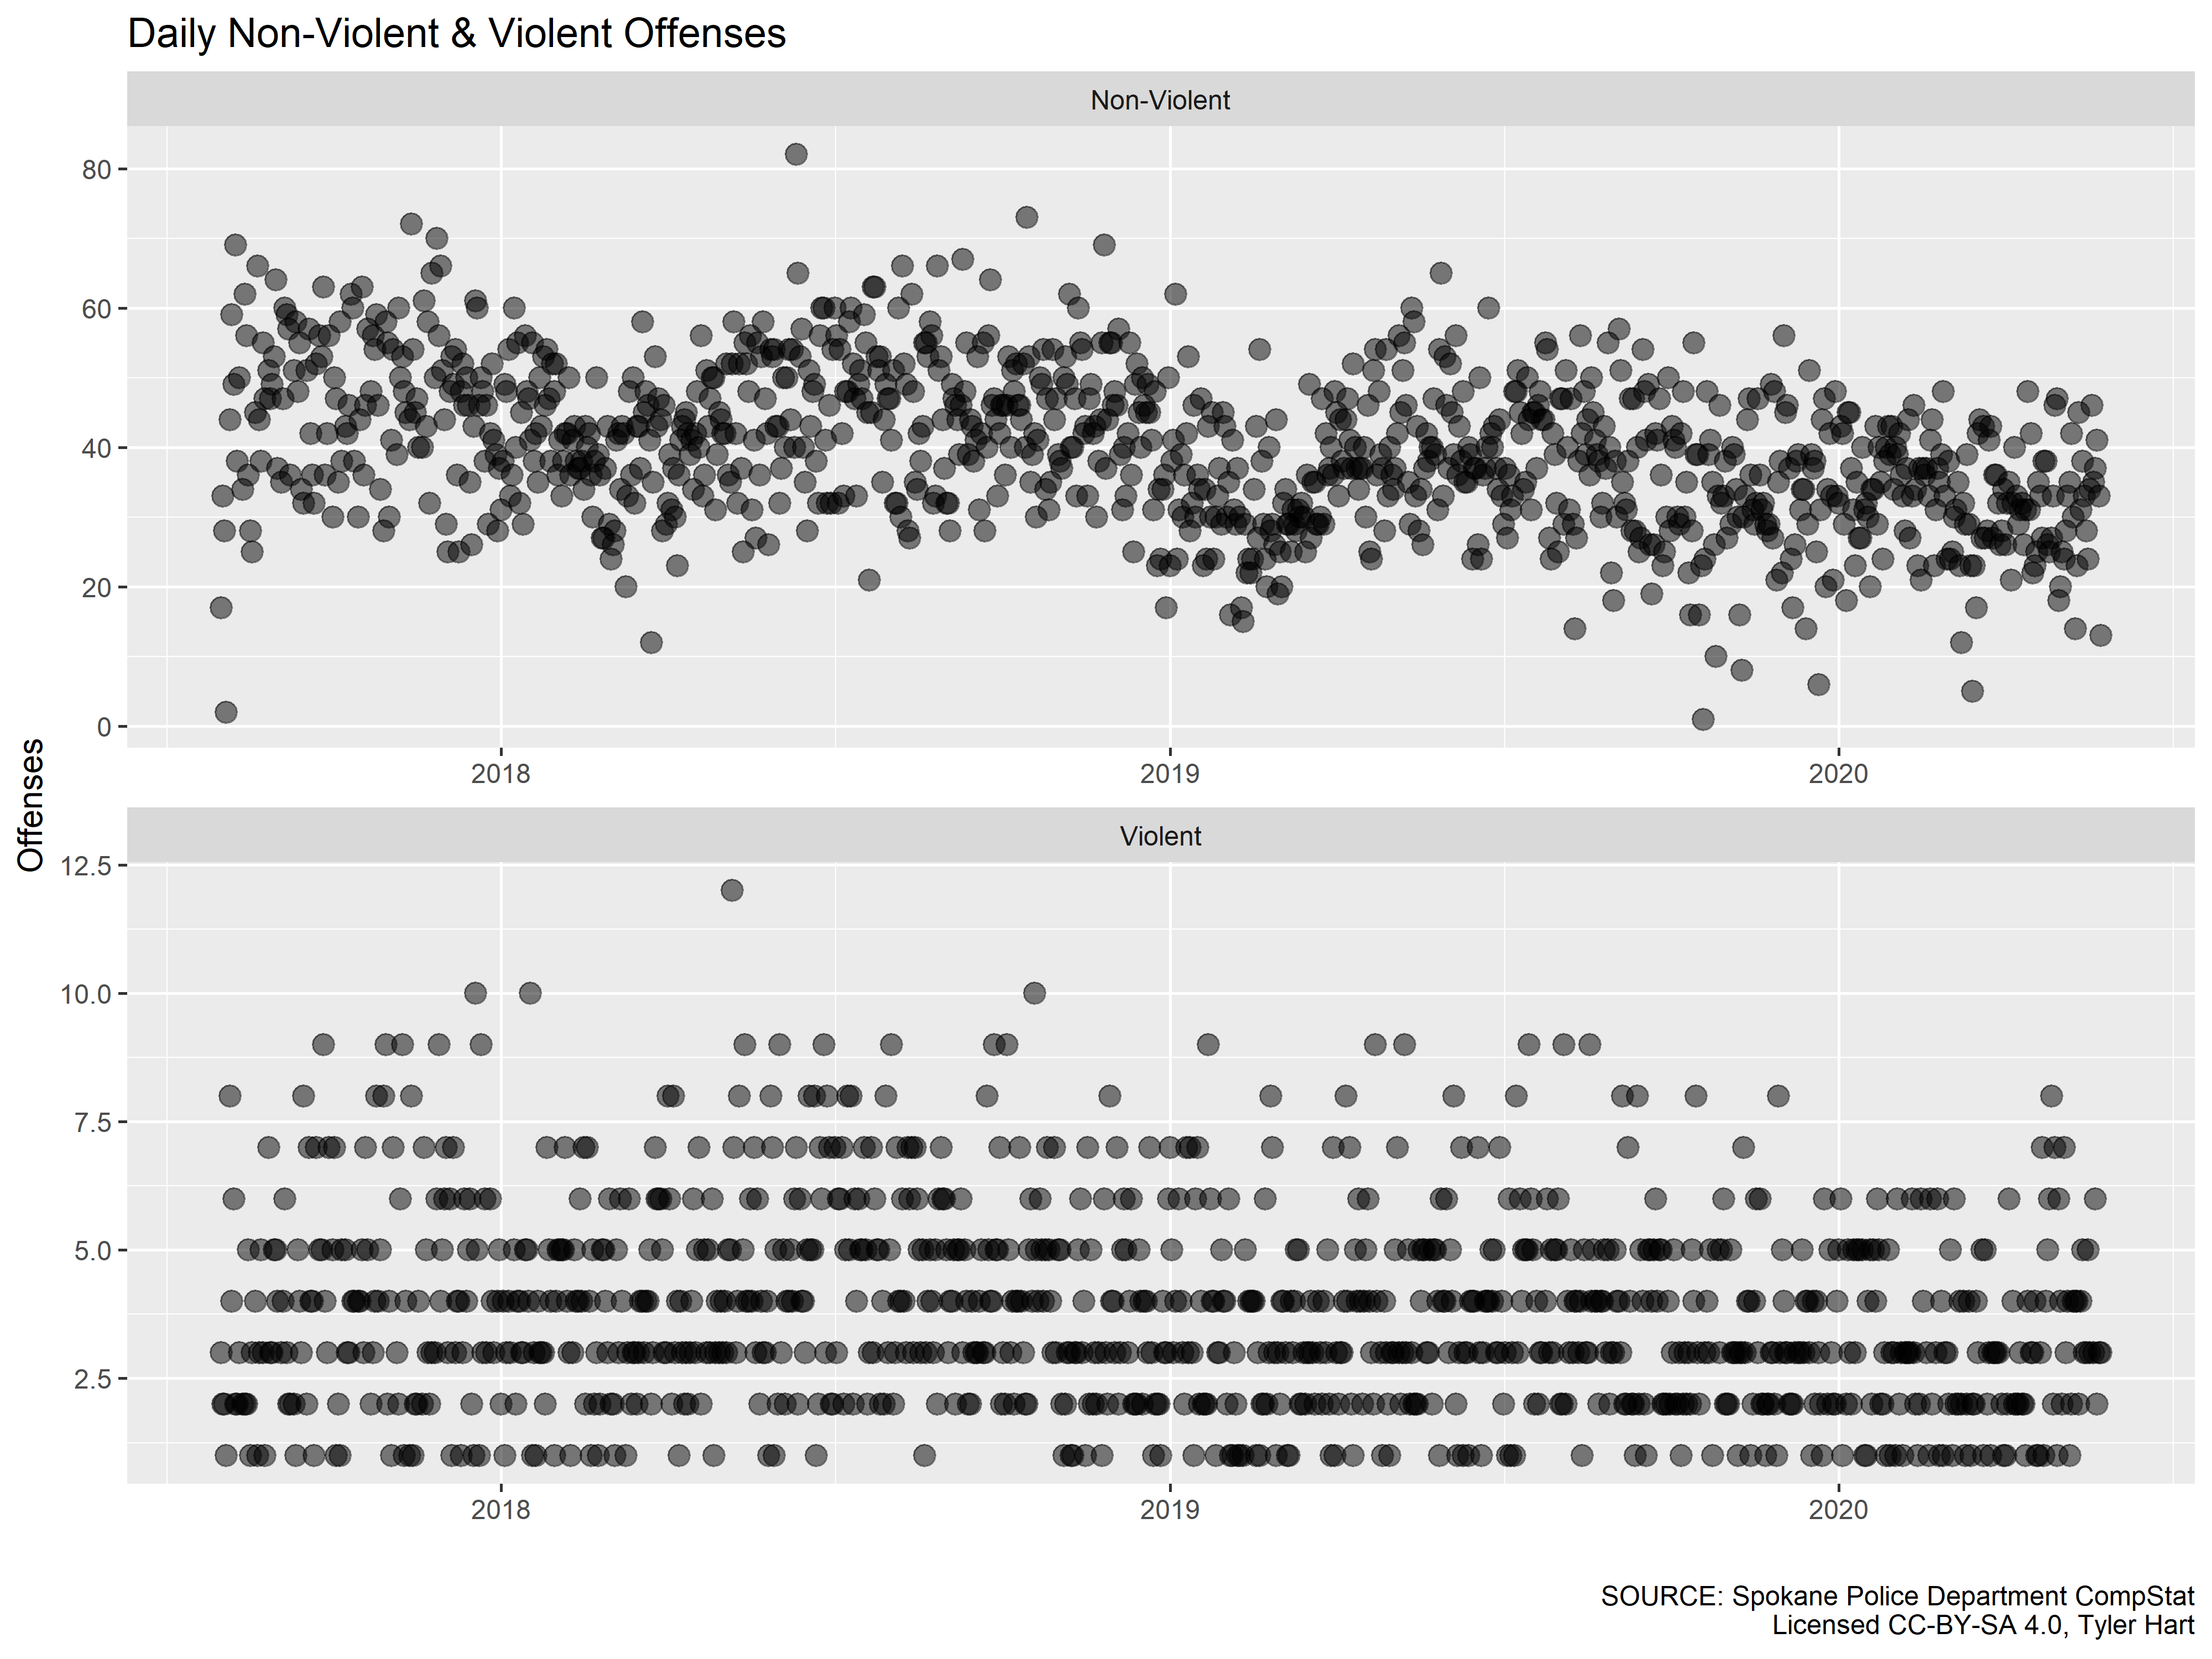 Daily Non-Violent & Violent Offenses
Non-Violent
80
60
40
20
0
2018 2019 2020
Offenses
Violent
12.5
10.0
7.5
5.0
2.5
2018 2019 2020
SOURCE: Spokane Police Department CompStat
Licensed CC-BY-SA 4.0, Tyler Hart